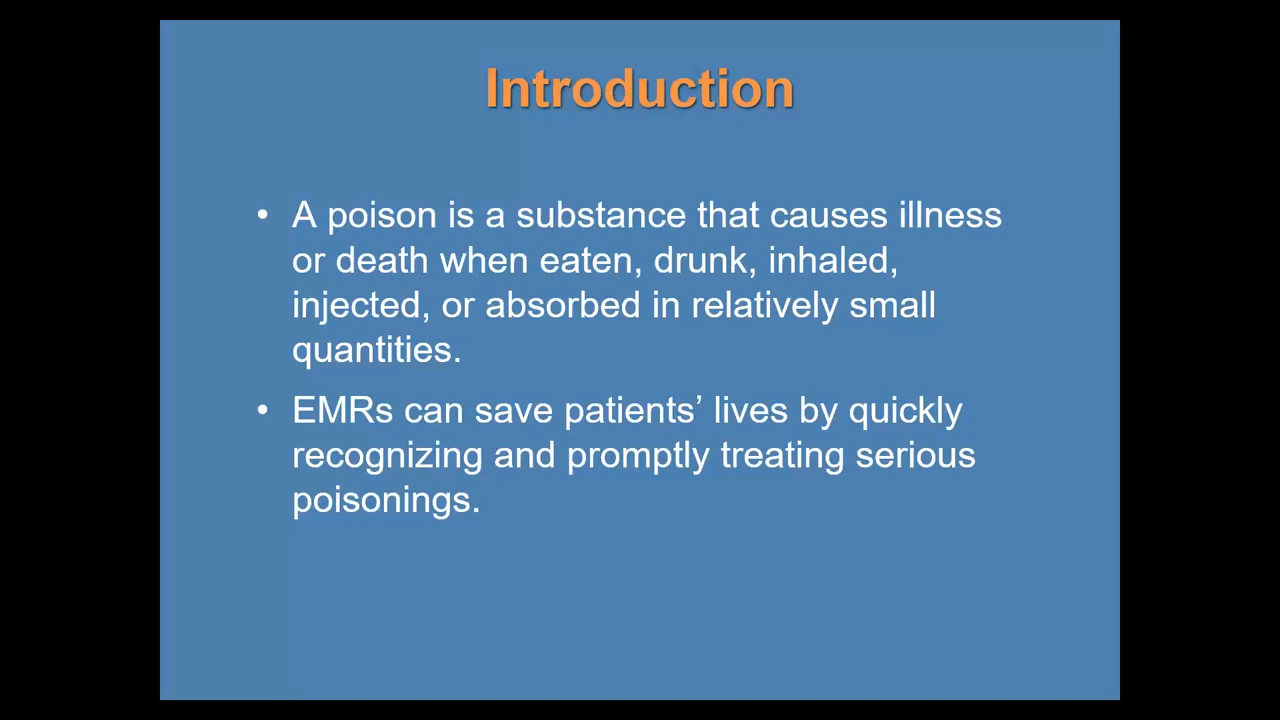 Introduction
• A poison is a substance that causes illness
or death when eaten, drunk, inhaled,
injected, or absorbed in relatively small
quantities.
• EMRs can save patients’ lives by quickly
recognizing and promptly treating serious
poisonings.